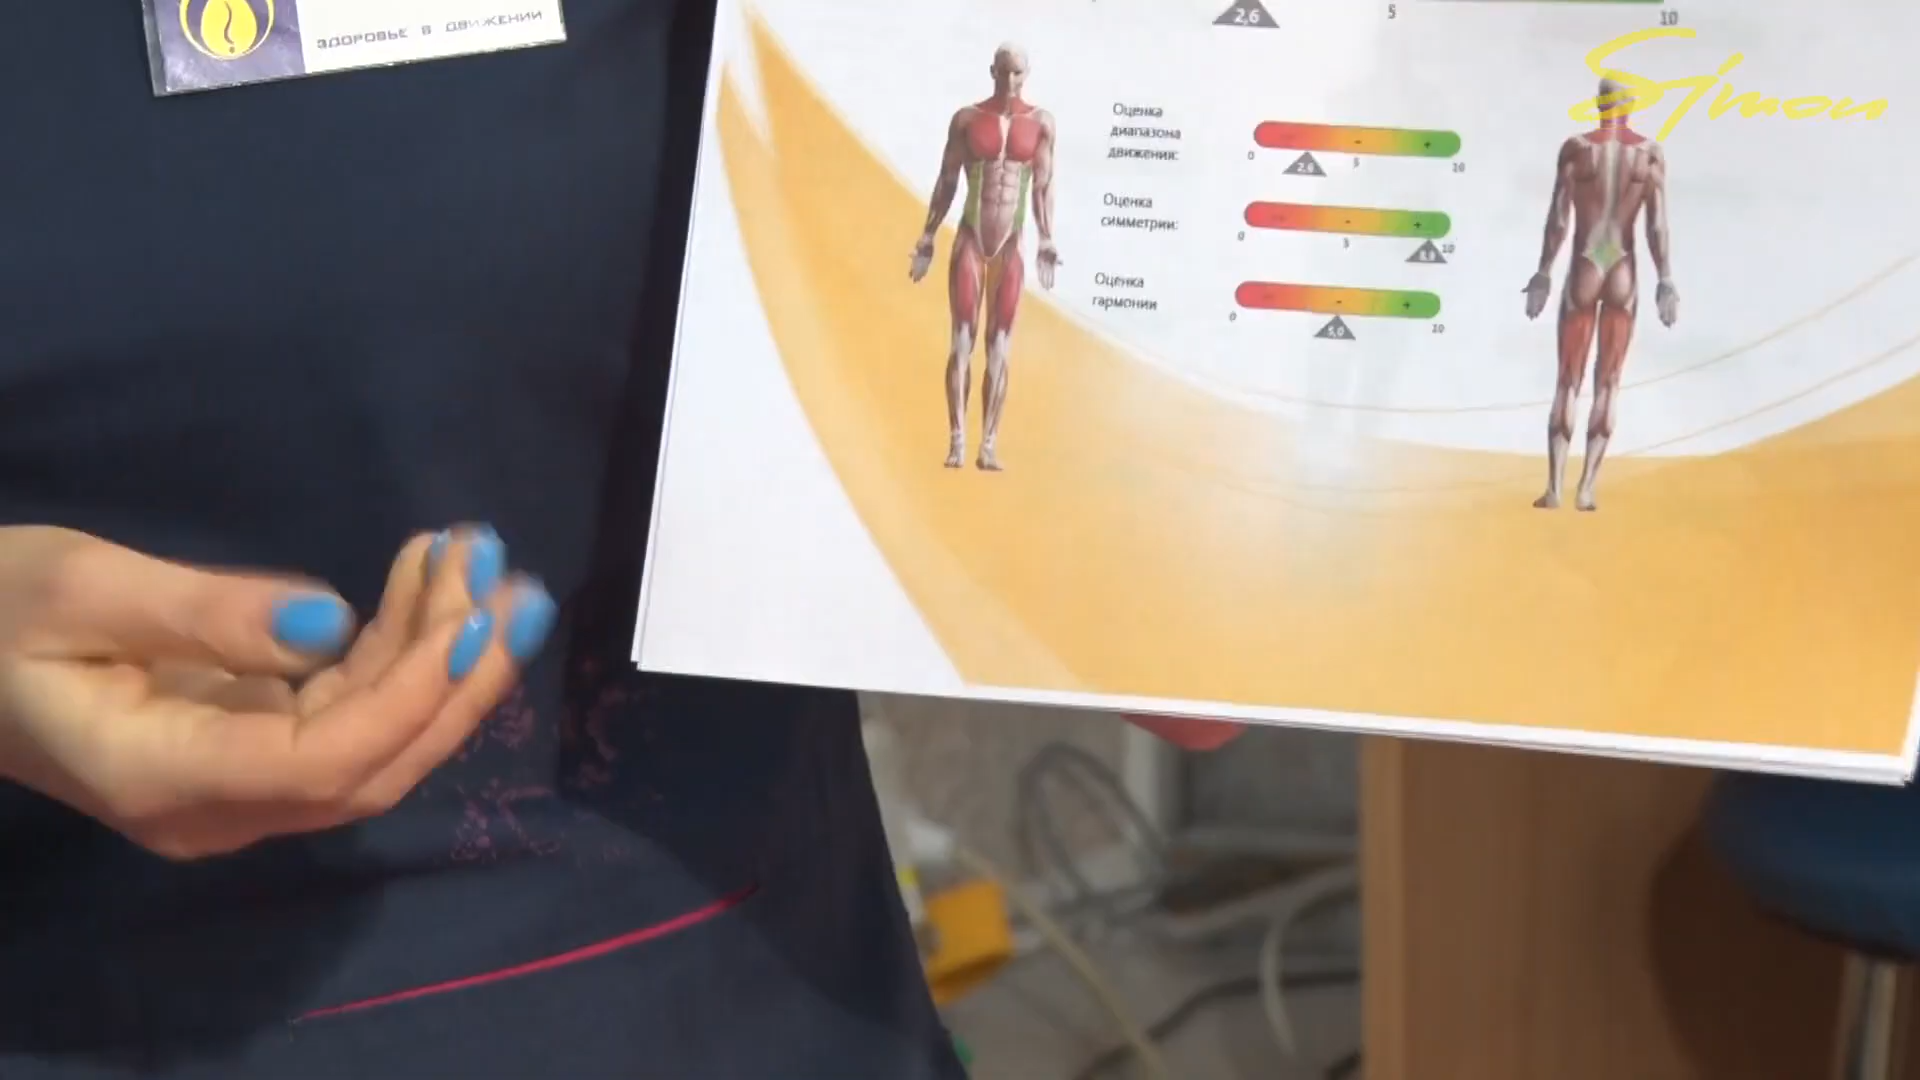 ЗДОРОВЬЕ В ДВИЖЕНИИ
2,6
5
10
Simon
Оценка
диапазона
движения:
0
2,6
5
10
Оценка
симметрии:
0
5
10
8,8
Оценка
гармонии
0
5,0
10